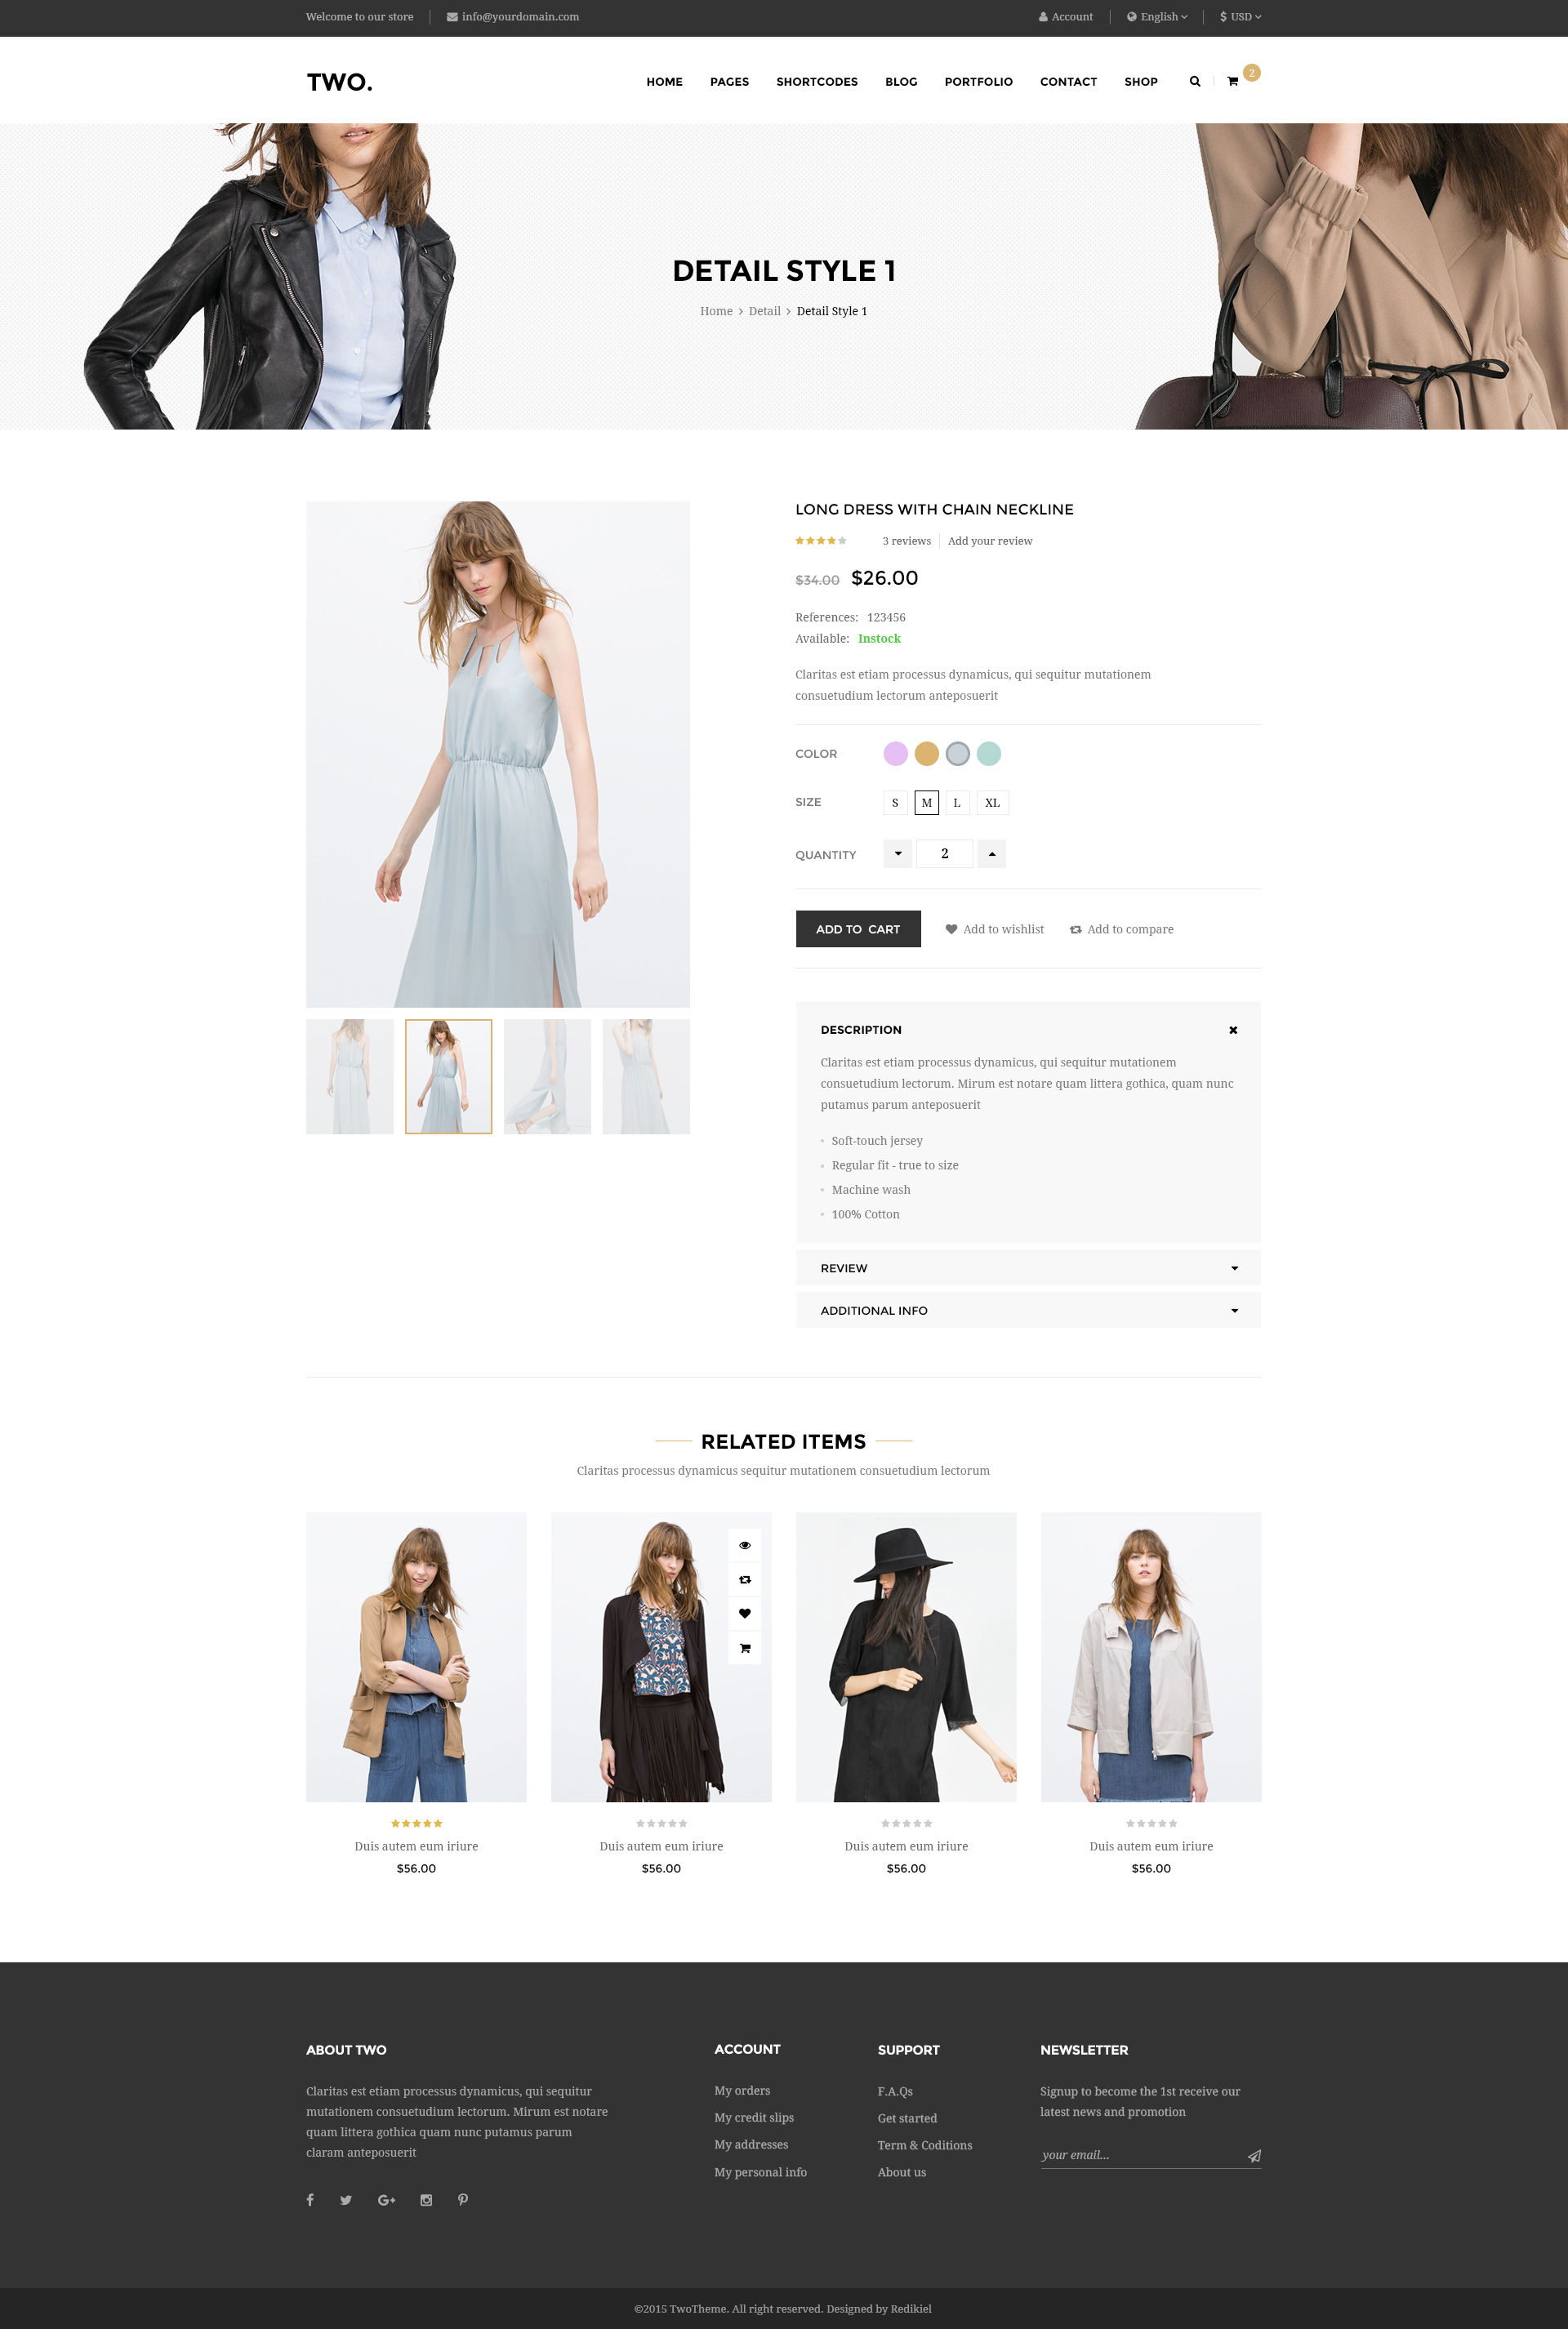 Welcome to our store
info@yourdomain.com
Account
English
USD
TWO.
HOME
PAGES
SHORTCODES
BLOG
PORTFOLIO
CONTACT
SHOP
2
DETAIL STYLE 1
Home > Detail > Detail Style 1
LONG DRESS WITH CHAIN NECKLINE
3 reviews
Add your review
$34.00 $26.00
References: 123456
Available: Instock
Claritas est etiam processus dynamicus, qui sequitur mutationem
consuetudium lectorum anteposuerit
COLOR
SIZE
S M L XL
QUANTITY
2
ADD TO CART
Add to wishlist
Add to compare
DESCRIPTION
Claritas est etiam processus dynamicus, qui sequitur mutationem
consuetudium lectorum. Mirum est notare quam littera gothica, quam nunc
putamus parum anteposuerit
Soft-touch jersey
Regular fit - true to size
Machine wash
100% Cotton
REVIEW
ADDITIONAL INFO
RELATED ITEMS
Claritas processus dynamicus sequitur mutationem consuetudium lectorum
Duis autem eum iriure
$56.00
Duis autem eum iriure
$56.00
Duis autem eum iriure
$56.00
Duis autem eum iriure
$56.00
ABOUT TWO
Claritas est etiam processus dynamicus, qui sequitur
mutationem consuetudium lectorum. Mirum est notare
quam littera gothica quam nunc putamus parum
claram anteposuerit
ACCOUNT
My orders
My credit slips
My addresses
My personal info
SUPPORT
F.A.Qs
Get started
Term & Coditions
About us
NEWSLETTER
Signup to become the 1st receive our
latest news and promotion
your email...
©2015 TwoTheme. All right reserved. Designed by Redikiel